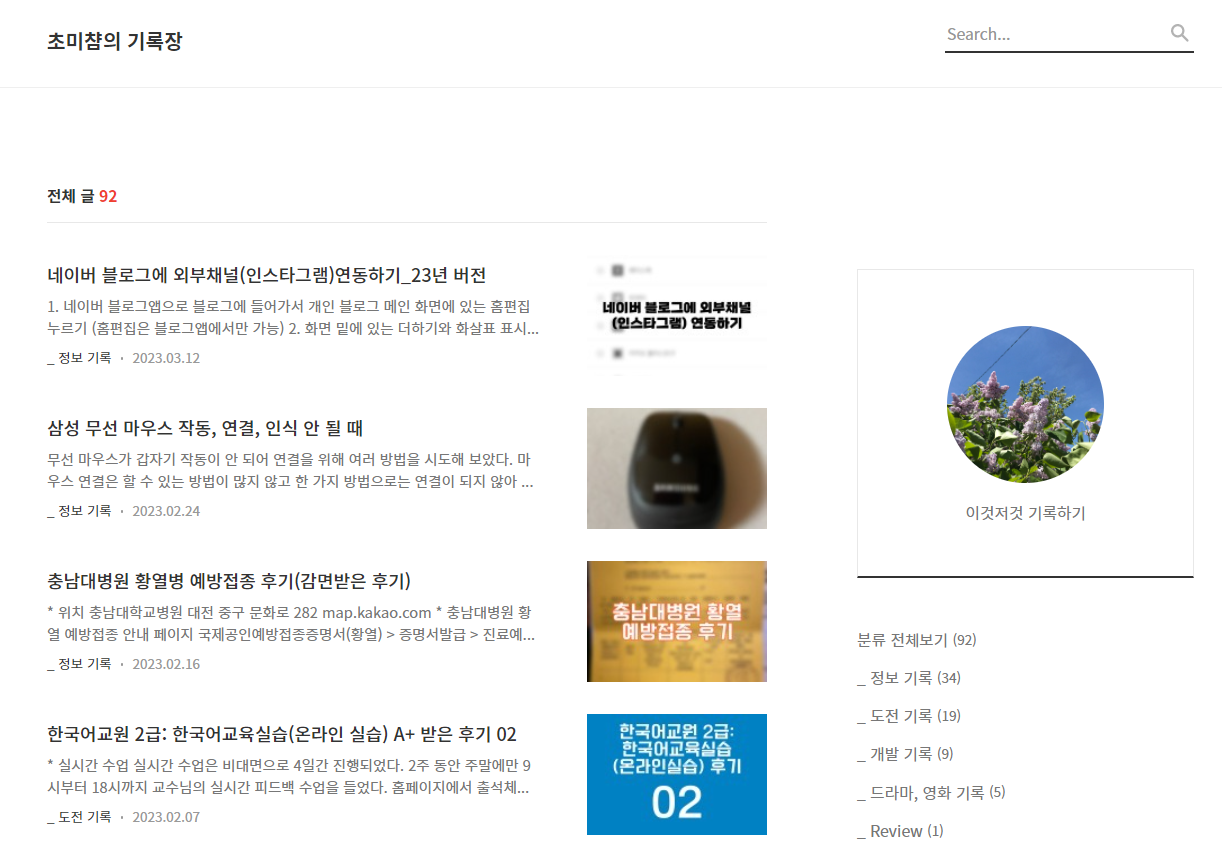 초미챰의 기록장
Search...
전체 글 92
네이버 블로그에 외부채널(인스타그램)연동하기_23년 버전
1. 네이버 블로그앱으로 블로그에 들어가서 개인 블로그 메인 화면에 있는 홈편집
누르기 (홈편집은 블로그앱에서만 가능) 2. 화면 밑에 있는 더하기와 화살표 표시...
_ 정보 기록 · 2023.03.12
네이버 블로그에 외부채널
(인스타그램) 연동하기
삼성 무선 마우스 작동, 연결, 인식 안 될 때
무선 마우스가 갑자기 작동이 안 되어 연결을 위해 여러 방법을 시도해 보았다. 마
우스 연결은 할 수 있는 방법이 많지 않고 한 가지 방법으로는 연결이 되지 않아 ...
_ 정보 기록 · 2023.02.24
충남대병원 황열병 예방접종 후기(감면받은 후기)
* 위치 충남대학교병원 대전 중구 문화로 282 map.kakao.com * 충남대병원 황
열 예방접종 안내 페이지 국제공인예방접종증명서(황열) > 증명서발급 > 진료예...
_ 정보 기록 · 2023.02.16
충남대병원 황열
예방접종 후기
한국어교원 2급: 한국어교육실습(온라인 실습) A+ 받은 후기 02
* 실시간 수업 실시간 수업은 비대면으로 4일간 진행되었다. 2주 동안 주말에만 9
시부터 18시까지 교수님의 실시간 피드백 수업을 들었다. 홈페이지에서 출석체...
_ 도전 기록 · 2023.02.07
한국어교원 2급:
한국어교육실습
(온라인실습) 후기
02
이것저것 기록하기
분류 전체보기 (92)
_ 정보 기록 (34)
_ 도전 기록 (19)
_ 개발 기록 (9)
_ 드라마, 영화 기록 (5)
_ Review (1)